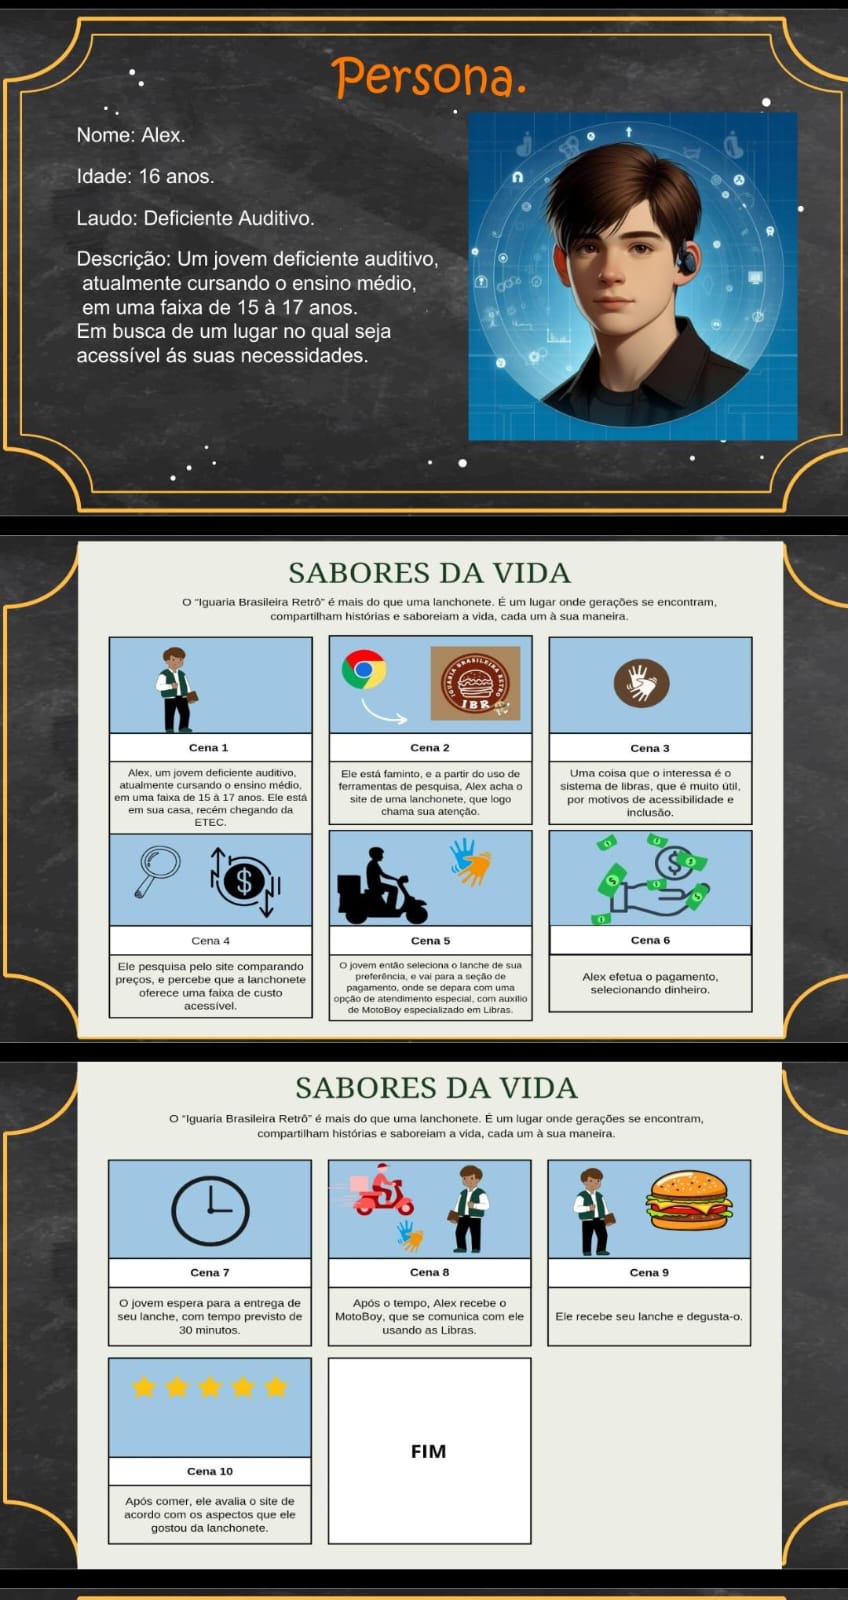 Persona.
Nome: Alex.
Idade: 16 anos.
Laudo: Deficiente Auditivo.
Descrição: Um jovem deficiente auditivo,
atualmente cursando o ensino médio,
em uma faixa de 15 à 17 anos.
Em busca de um lugar no qual seja
acessível ás suas necessidades.
SABORES DA VIDA
O “Iguaria Brasileira Retrô” é mais do que uma lanchonete. É um lugar onde gerações se encontram,
compartilham histórias e saboreiam a vida, cada um à sua maneira.
IGUARIA BRASILEIRA RETRO
IBR
Cena 1
Alex, um jovem deficiente auditivo,
atualmente cursando o ensino médio,
em uma faixa de 15 à 17 anos. Ele está
em sua casa, recém chegando da
ETEC.
Cena 2
Ele está faminto, e a partir do uso de
ferramentas de pesquisa, Alex acha o
site de uma lanchonete, que logo
chama sua atenção.
Cena 3
Uma coisa que o interessa é o
sistema de libras, que é muito útil,
por motivos de acessibilidade e
inclusão.
Cena 4
Ele pesquisa pelo site comparando
preços, e percebe que a lanchonete
oferece uma faixa de custo
acessível.
Cena 5
O jovem então seleciona o lanche de sua
preferência, e vai para a seção de
pagamento, onde se depara com uma
opção de atendimento especial, com auxílio
de MotoBoy especializado em Libras.
Cena 6
Alex efetua o pagamento,
selecionando dinheiro.
SABORES DA VIDA
O “Iguaria Brasileira Retrô” é mais do que uma lanchonete. É um lugar onde gerações se encontram,
compartilham histórias e saboreiam a vida, cada um à sua maneira.
Cena 7
O jovem espera para a entrega de
seu lanche, com tempo previsto de
30 minutos.
Cena 8
Após o tempo, Alex recebe o
MotoBoy, que se comunica com ele
usando as Libras.
Cena 9
Ele recebe seu lanche e degusta-o.
Cena 10
Após comer, ele avalia o site de
acordo com os aspectos que ele
gostou da lanchonete.
FIM